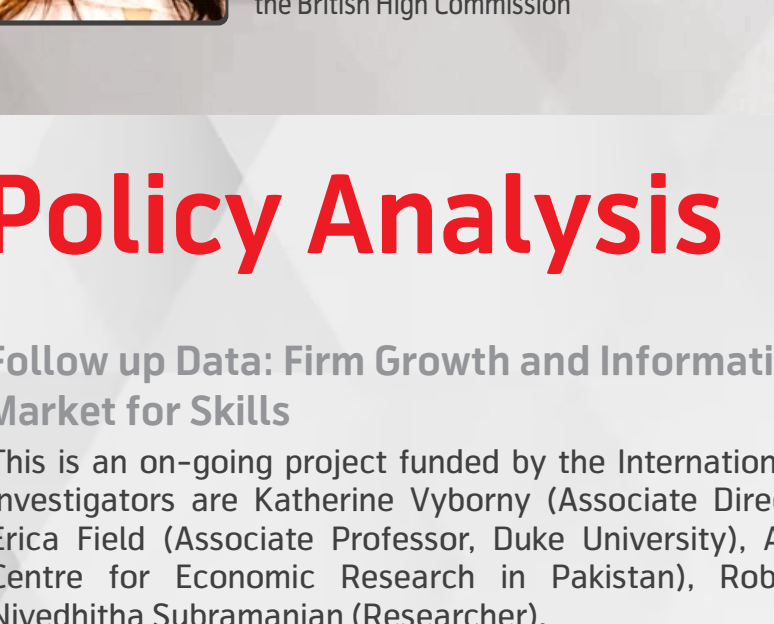 the British High Commission
Policy Analysis
Follow up Data: Firm Growth and Informati
Market for Skills
This is an on-going project funded by the Internation
investigators are Katherine Vyborny (Associate Dire
Erica Field (Associate Professor, Duke University), A
Centre for Economic Research in Pakistan), Rob
Nivedhitha Subramanian (Researcher).